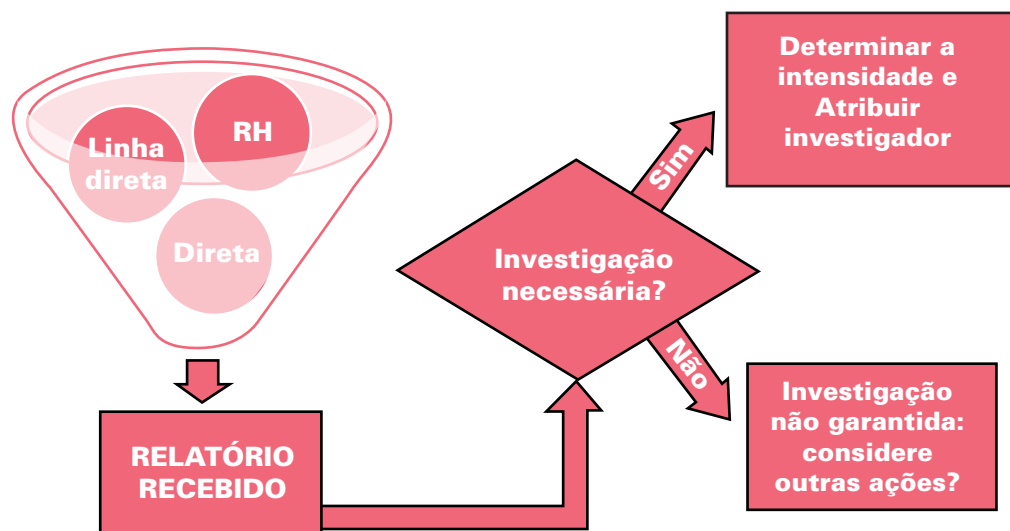 Linha
direta
RH
Direta
RELATÓRIO
RECEBIDO
Investigação
necessária?
Sim
Determinar a
intensidade e
Atribuir
investigador
Não
Investigação
não garantida:
considere
outras ações?